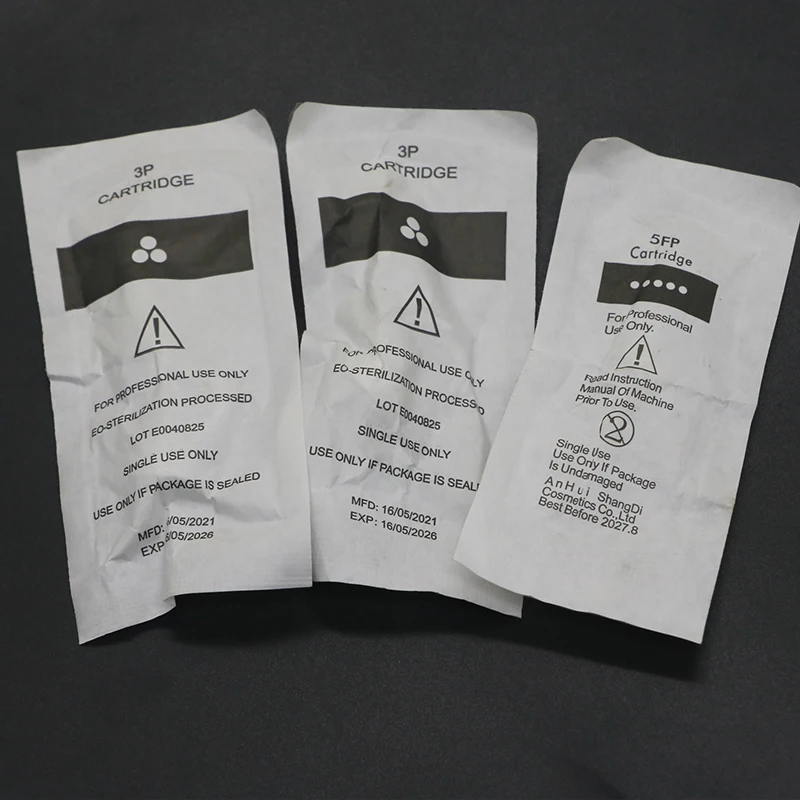 3P
CARTRIDGE
FOR PROFESSIONAL USE ONLY
EO-STERILIZATION PROCESSED
LOT E0040825
SINGLE USE ONLY
USE ONLY IF PACKAGE IS SEALED
MFD: /05/2021
EXP: /05/2026
3P
CARTRIDGE
FOR PROFESSIONAL USE ONLY
EO-STERILIZATION PROCESSED
LOT E0040825
SINGLE USE ONLY
USE ONLY IF PACKAGE IS SEAL
MFD: 16/05/2021
EXP: 16/05/2026
5FP
Cartridge
For Professional
Use Only.
Read Instruction
Manual Of Machine
Prior To Use.
2
Single Use
Use Only If Package
Is Undamaged
AnHui ShangDi
Cosmetics Co.,Ltd
Best Before 2027.8